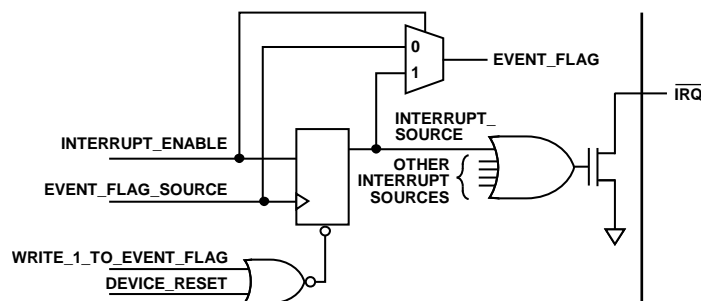 0
EVENT_FLAG
1
IRQ
INTERRUPT_
SOURCE
INTERRUPT_ENABLE
OTHER
INTERRUPT
SOURCES
EVENT_FLAG_SOURCE
WRITE_1_TO_EVENT_FLAG
DEVICE_RESET